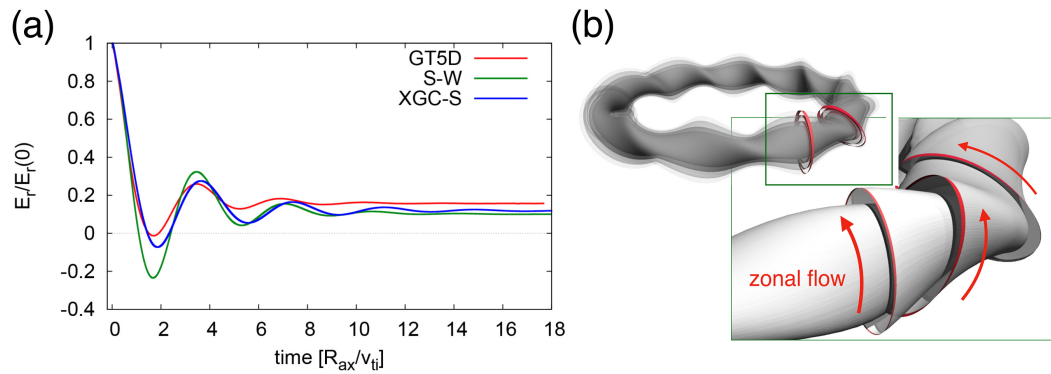 (a)
E_r/E_r(0)
1
0.8
0.6
0.4
0.2
0
-0.2
-0.4
GT5D
S-W
XGC-S
0 2 4 6 8 10 12 14 16 18
time [R_ax/v_ti]
(b)
zonal flow